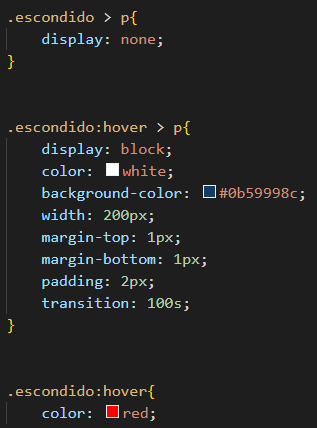 .escondido > p{
    display: none;
}
.escondido:hover > p{
    display: block;
    color: white;
    background-color: #0b59998c;
    width: 200px;
    margin-top: 1px;
    margin-bottom: 1px;
    padding: 2px;
    transition: 100s;
}
.escondido:hover{
    color: red;